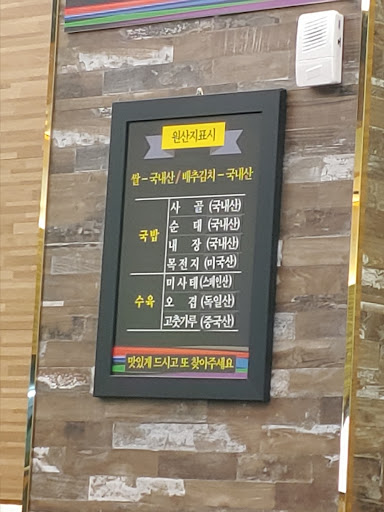 원산지표시
쌀 - 국내산 / 배추김치 - 국내산
국밥
사 골 (국내산)
순 대 (국내산)
내 장 (국내산)
목전지 (미국산)
수육
미사태 (스페인산)
오 겹 (독일산)
고춧가루 (중국산)
맛있게 드시고 또 찾아주세요